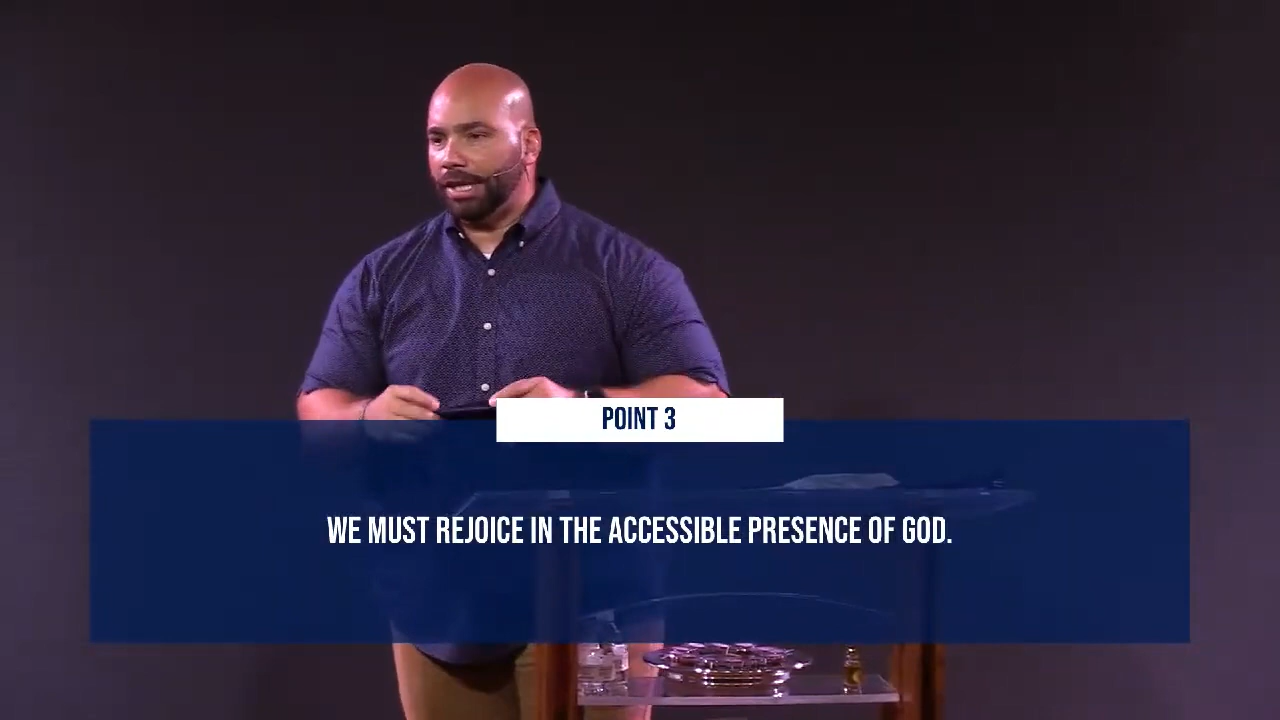 POINT 3
WE MUST REJOICE IN THE ACCESSIBLE PRESENCE OF GOD.